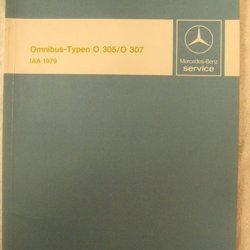 Omnibus-Typen O 305/O 307
IAA 1979
Mercedes-Benz
service